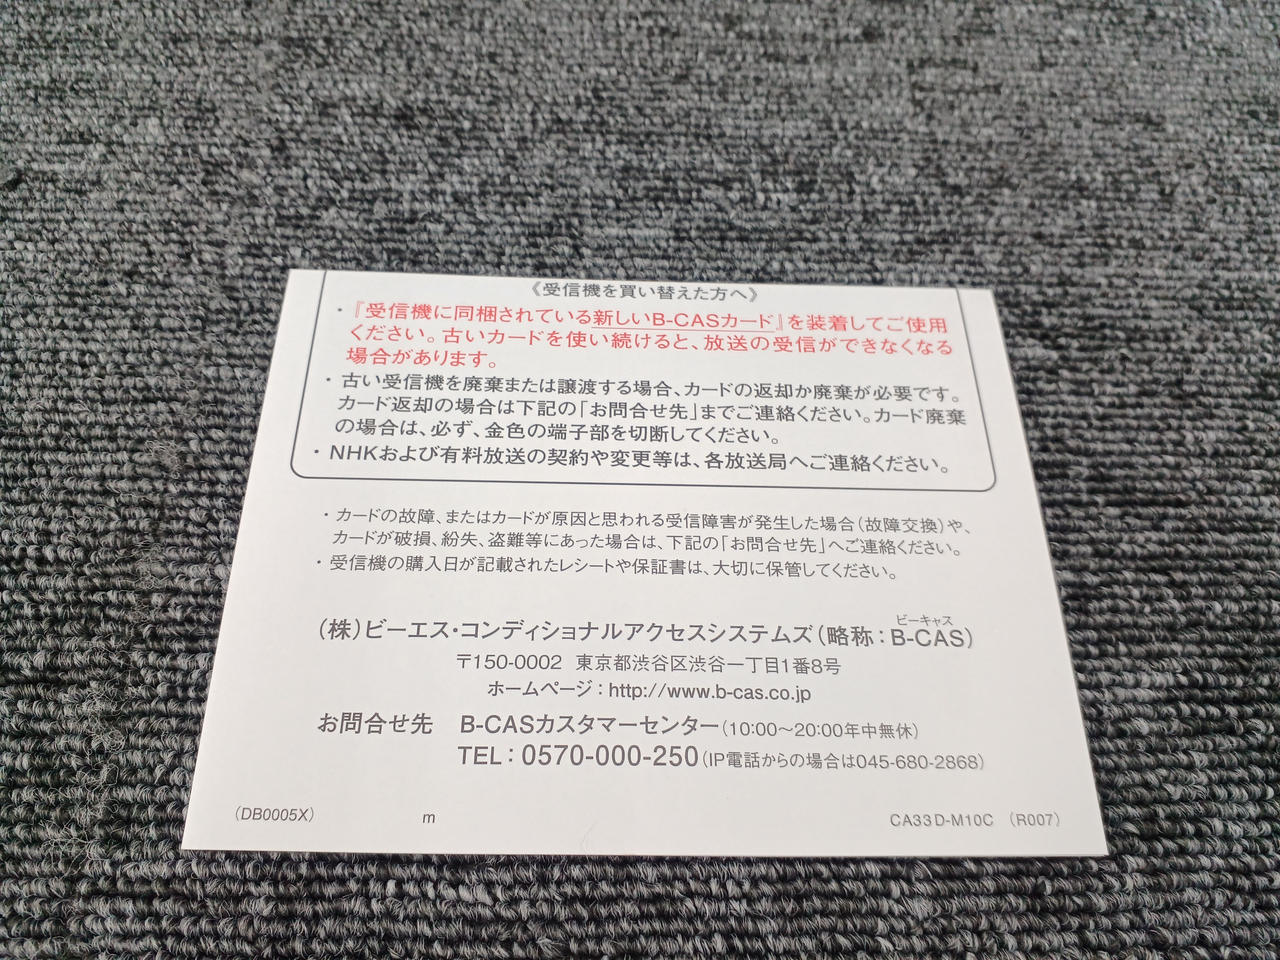 《受信機を買い替えた方へ》
・『受信機に同梱されている新しいB-CASカード』を装着してご使用
ください。古いカードを使い続けると、放送の受信ができなくなる
場合があります。
・古い受信機を廃棄または譲渡する場合、カードの返却か廃棄が必要です。
カード返却の場合は下記の「お問合せ先」までご連絡ください。カード廃棄
の場合は、必ず、金色の端子部を切断してください。
・NHKおよび有料放送の契約や変更等は、各放送局へご連絡ください。
・カードの故障、またはカードが原因と思われる受信障害が発生した場合(故障交換)や、
カードが破損、紛失、盗難等にあった場合は、下記の「お問合せ先」へご連絡ください。
・受信機の購入日が記載されたレシートや保証書は、大切に保管してください。
ビーキャス
(株)ビーエス・コンディショナルアクセスシステムズ(略称:B-CAS)
〒150-0002 東京都渋谷区渋谷一丁目1番8号
ホームページ:http://www.b-cas.co.jp
お問合せ先 B-CASカスタマーセンター(10:00〜20:00年中無休)
TEL:0570-000-250(IP電話からの場合は045-680-2868)
(DB0005X) m CA33D-M10C (R007)